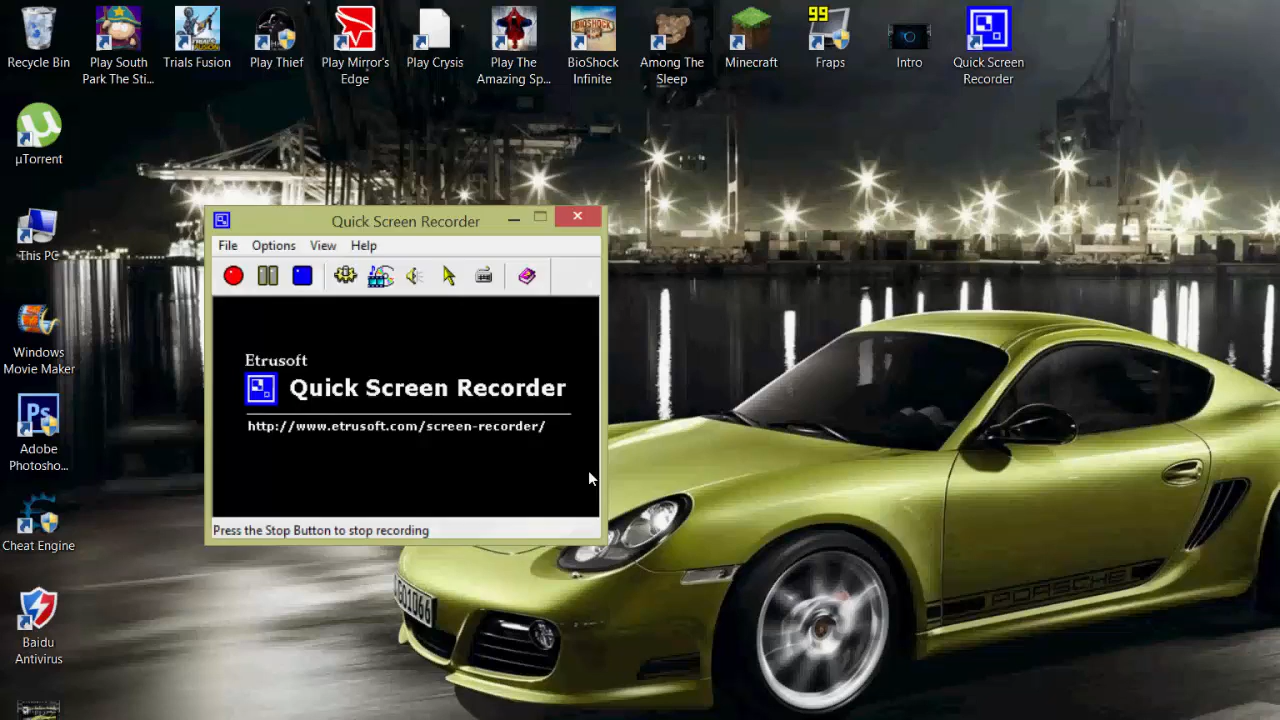 99
Recycle Bin
Play South
Park The Sti...
Trials Fusion
Play Thief
Play Mirror's
Edge
Play Crysis
Play The
Amazing Sp...
BioShock
Infinite
Among The
Sleep
Minecraft
Fraps
Intro
Quick Screen
Recorder
µTorrent
This PC
Windows
Movie Maker
Ps
Adobe
Photosho...
Cheat Engine
Baidu
Antivirus
Quick Screen Recorder
File Options View Help
Etrusoft
Quick Screen Recorder
http://www.etrusoft.com/screen-recorder/
Press the Stop Button to stop recording
PORSCHE